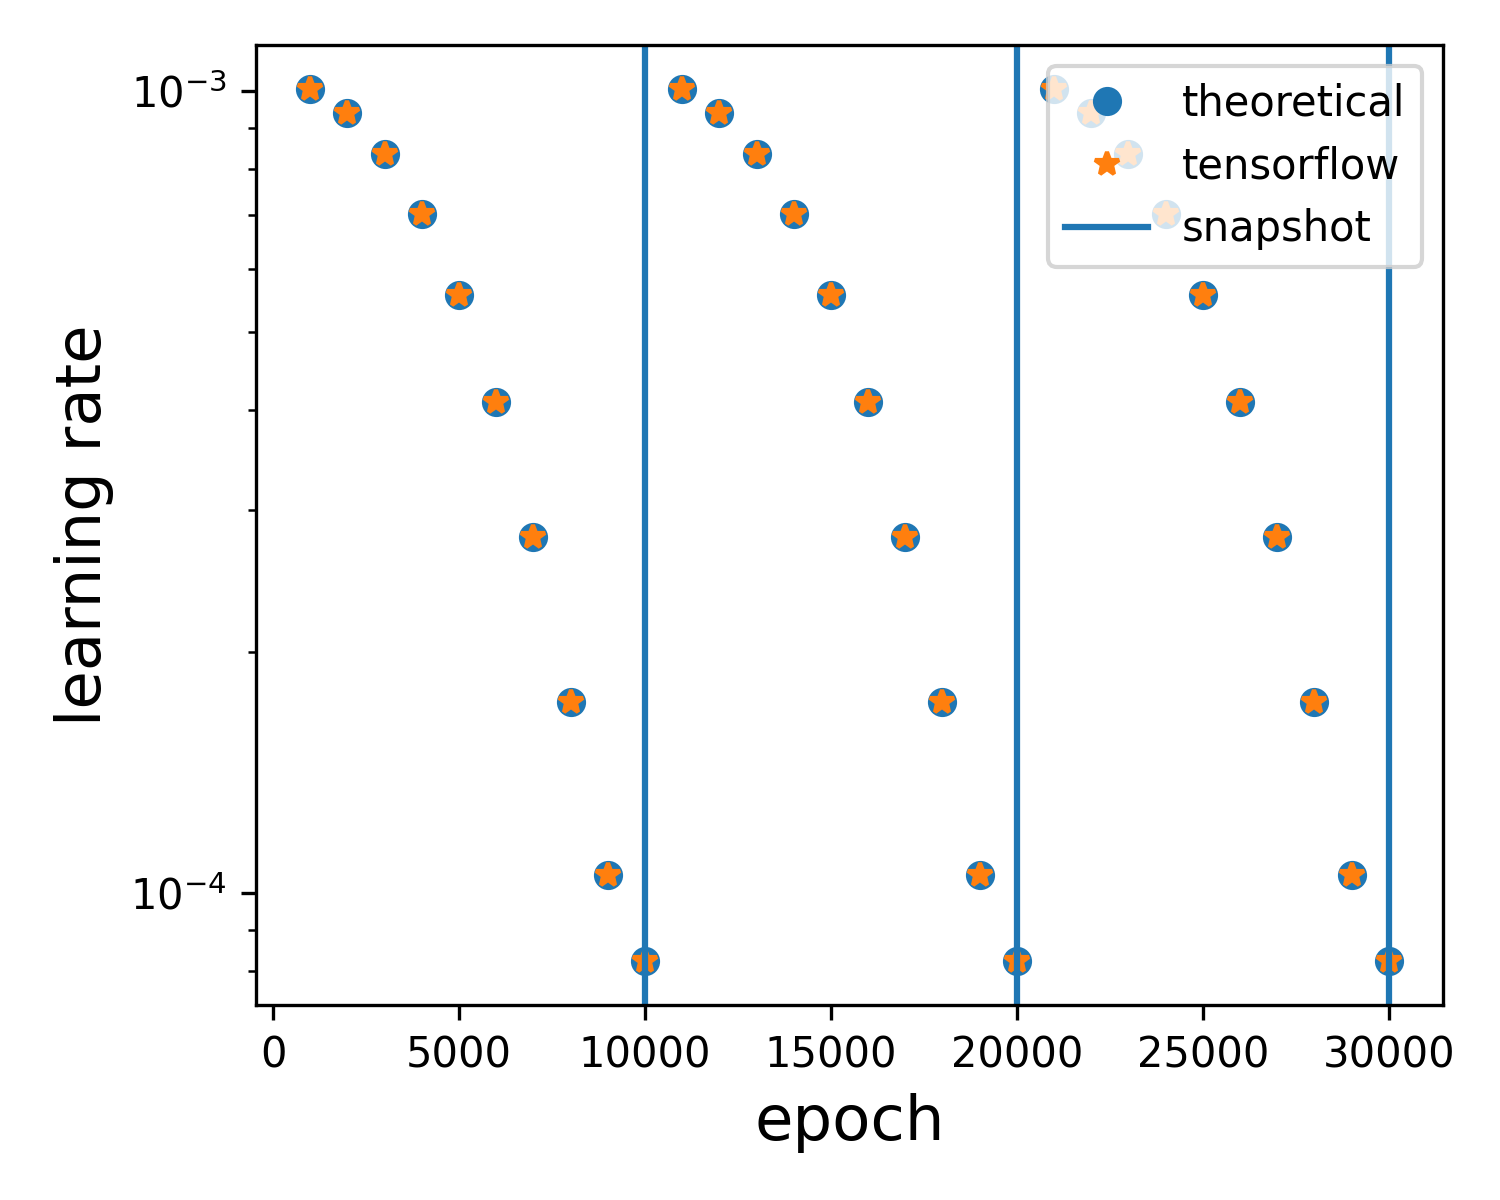 10⁻³
10⁻⁴
learning rate
theoretical
tensorflow
snapshot
0 5000 10000 15000 20000 25000 30000
epoch